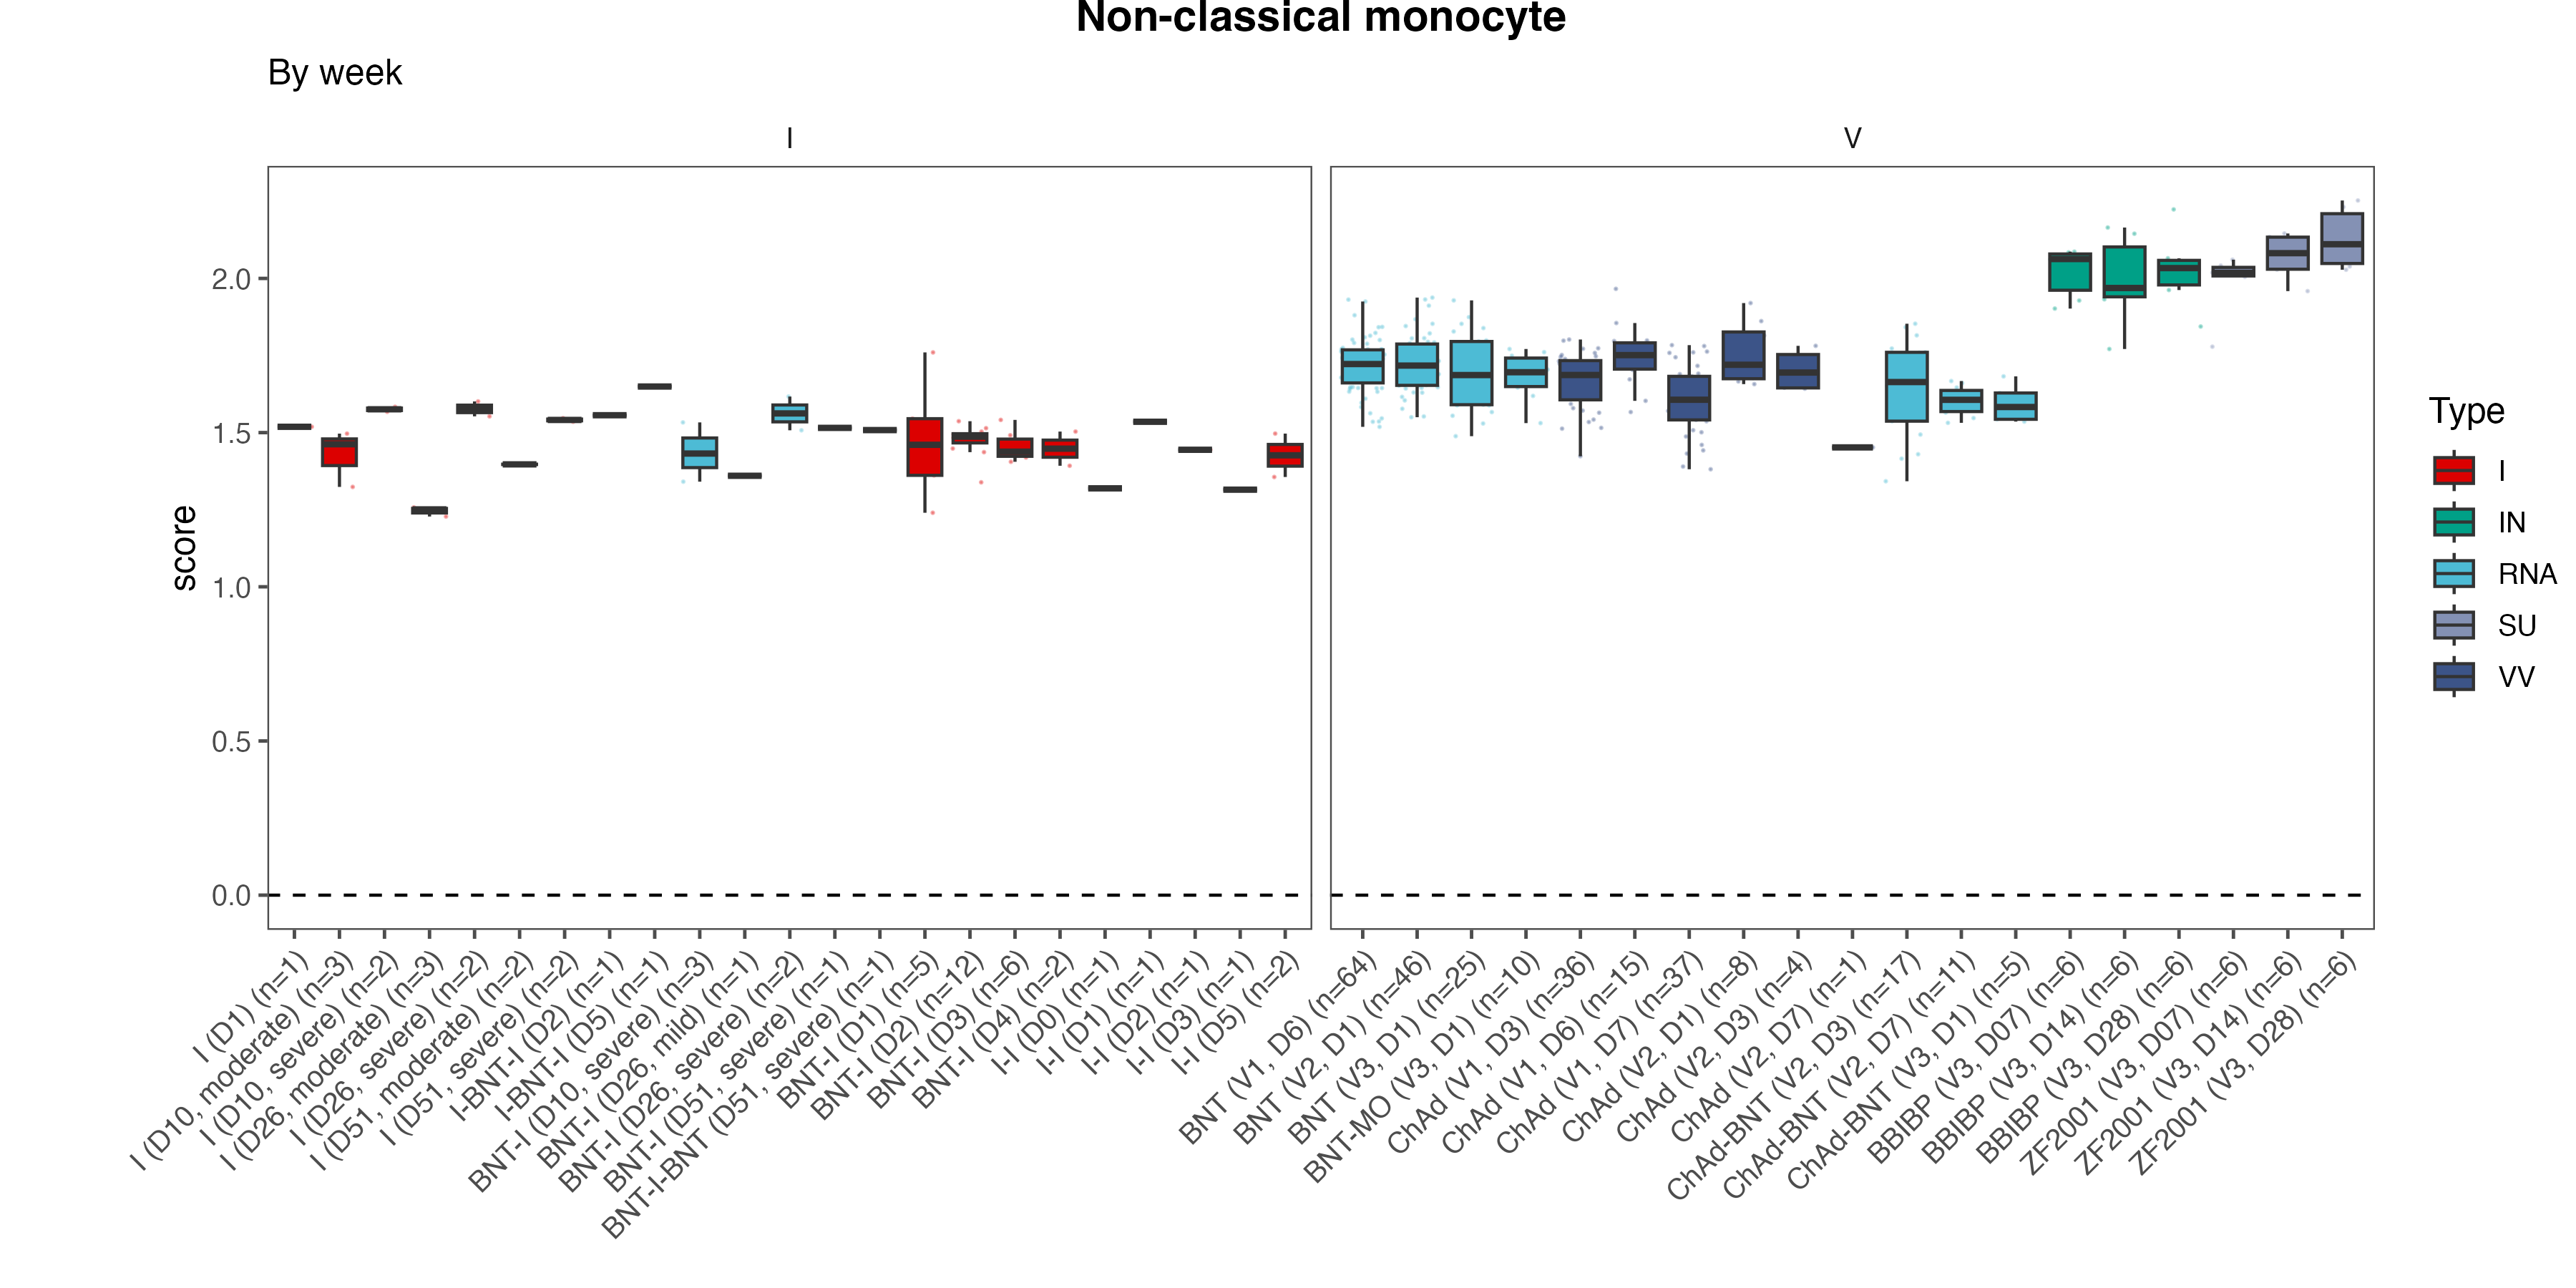 Non-classical monocyte
By week
I
V
score
2.0
1.5
1.0
0.5
0.0
I (D1) (n=1)
I (D10, moderate) (n=3)
I (D10, severe) (n=2)
I (D26, moderate) (n=3)
I (D26, severe) (n=2)
I (D51, moderate) (n=2)
I (D51, severe) (n=2)
I-BNT-I (D2) (n=1)
I-BNT-I (D5) (n=1)
BNT-I (D10, severe) (n=3)
BNT-I (D26, mild) (n=1)
BNT-I (D26, severe) (n=2)
BNT-I (D51, severe) (n=1)
BNT-I-BNT (D51, severe) (n=1)
BNT-I (D1) (n=5)
BNT-I (D2) (n=12)
BNT-I (D3) (n=6)
BNT-I (D4) (n=2)
I-I (D0) (n=1)
I-I (D1) (n=1)
I-I (D2) (n=1)
I-I (D3) (n=1)
I-I (D5) (n=2)
BNT (V1, D6) (n=64)
BNT (V2, D1) (n=46)
BNT (V3, D1) (n=25)
BNT-MO (V3, D1) (n=10)
ChAd (V1, D3) (n=36)
ChAd (V1, D6) (n=15)
ChAd (V1, D7) (n=37)
ChAd (V2, D1) (n=8)
ChAd (V2, D3) (n=4)
ChAd (V2, D7) (n=1)
ChAd-BNT (V2, D3) (n=17)
ChAd-BNT (V2, D7) (n=11)
ChAd-BNT (V3, D1) (n=5)
BBIBP (V3, D07) (n=6)
BBIBP (V3, D14) (n=6)
BBIBP (V3, D28) (n=6)
ZF2001 (V3, D07) (n=6)
ZF2001 (V3, D14) (n=6)
ZF2001 (V3, D28) (n=6)
Type
I
IN
RNA
SU
VV